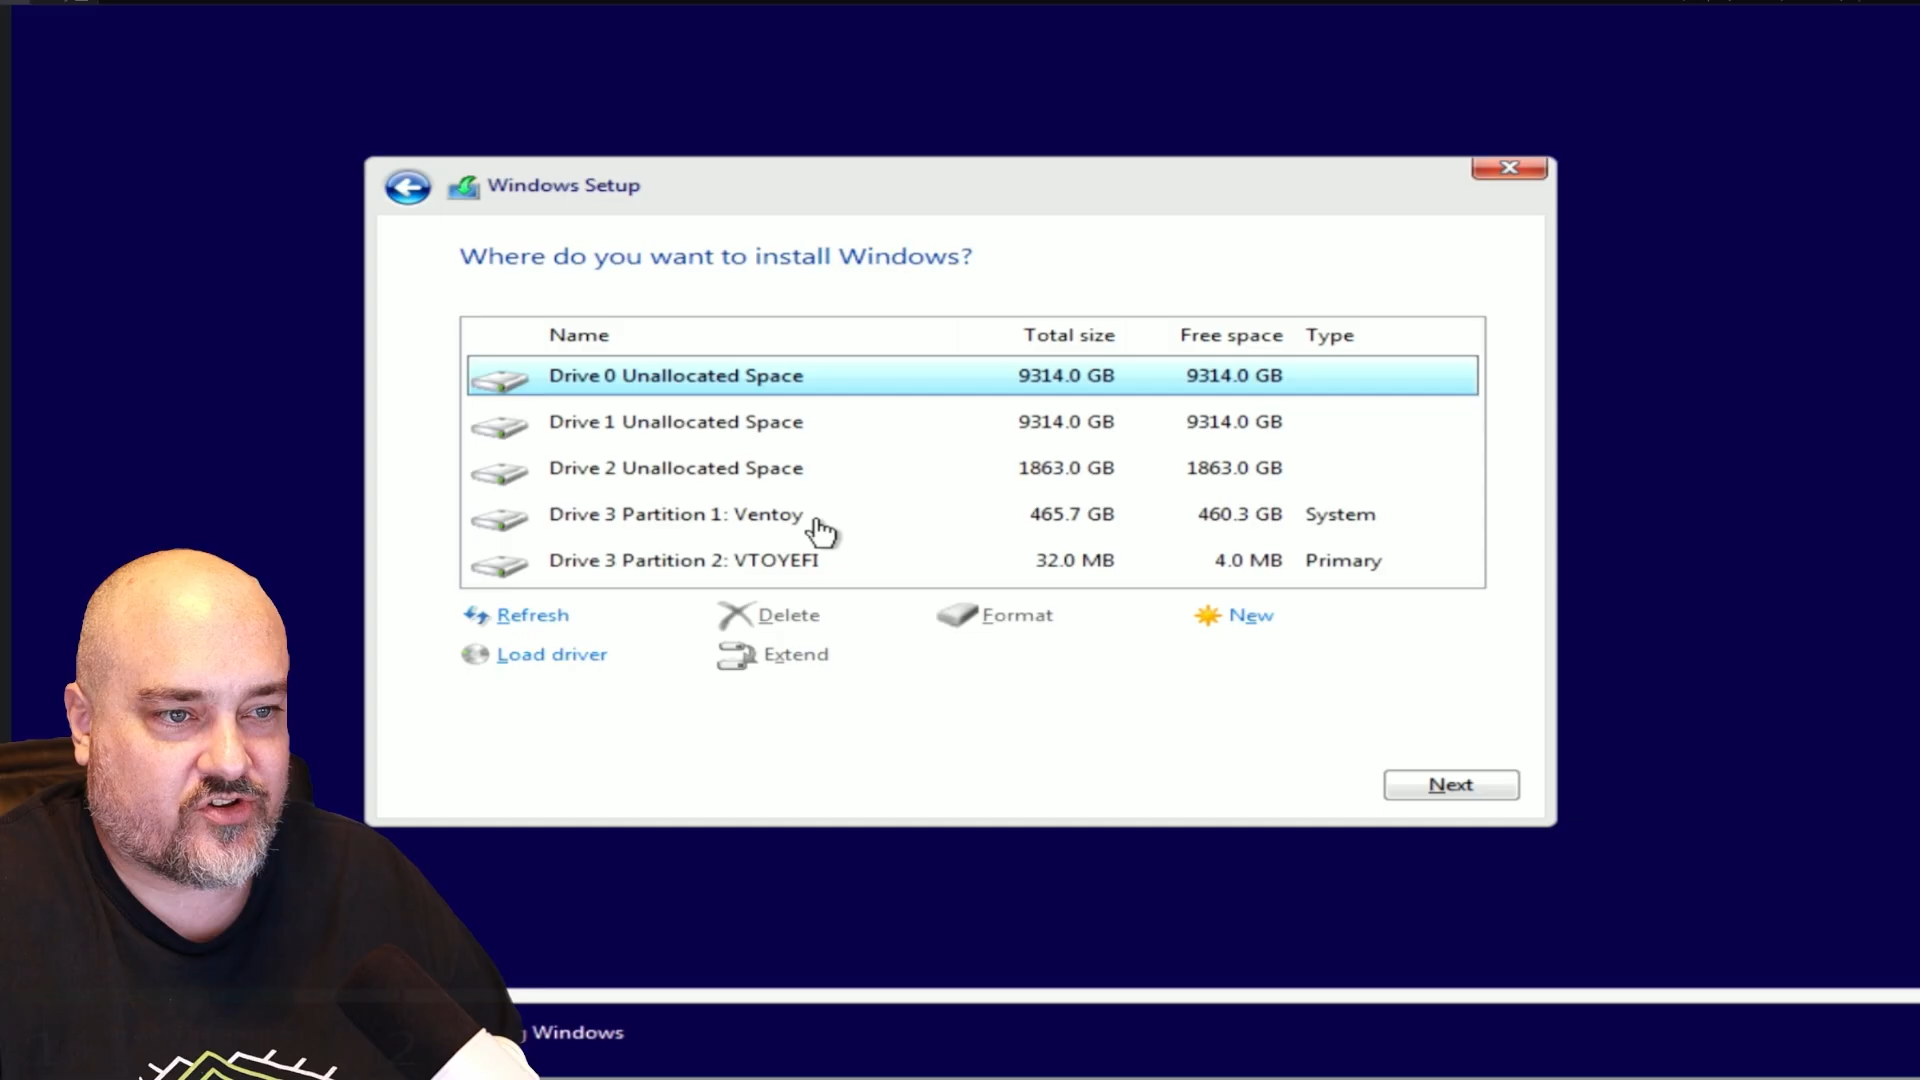 Windows Setup
Where do you want to install Windows?
Name Total size Free space Type
Drive 0 Unallocated Space 9314.0 GB 9314.0 GB
Drive 1 Unallocated Space 9314.0 GB 9314.0 GB
Drive 2 Unallocated Space 1863.0 GB 1863.0 GB
Drive 3 Partition 1: Ventoy 465.7 GB 460.3 GB System
Drive 3 Partition 2: VTOYEFI 32.0 MB 4.0 MB Primary
Refresh Delete Format New
Load driver Extend
Next
Windows